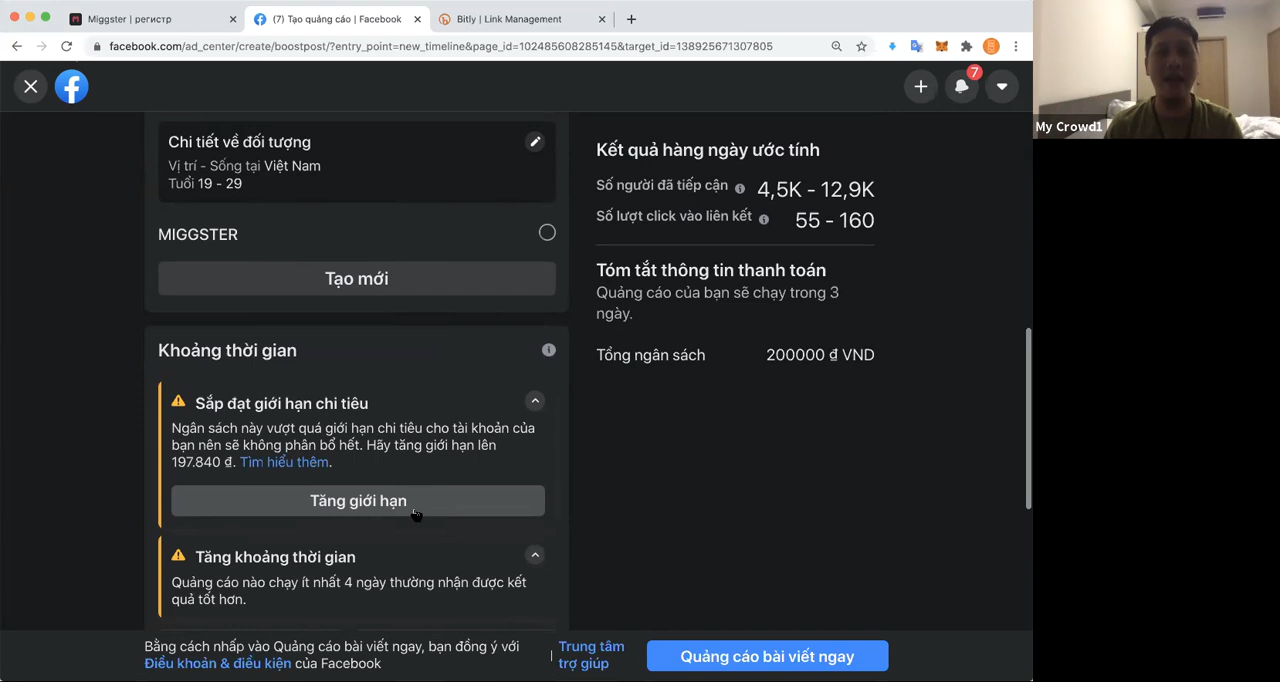 Miggster | регистр
(7) Tạo quảng cáo | Facebook
Bitly | Link Management
facebook.com/ad_center/create/boostpost/?entry_point=new_timeline&page_id=102485608285145&target_id=138925671307805
7
My Crowd1
Chi tiết về đối tượng
Vị trí - Sống tại Việt Nam
Tuổi 19 - 29
MIGGSTER
Tạo mới
Khoảng thời gian
Sắp đạt giới hạn chi tiêu
Ngân sách này vượt quá giới hạn chi tiêu cho tài khoản của
bạn nên sẽ không phân bổ hết. Hãy tăng giới hạn lên
197.840 ₫. Tìm hiểu thêm.
Tăng giới hạn
Tăng khoảng thời gian
Quảng cáo nào chạy ít nhất 4 ngày thường nhận được kết
quả tốt hơn.
Kết quả hàng ngày ước tính
Số người đã tiếp cận 4,5K - 12,9K
Số lượt click vào liên kết 55 - 160
Tóm tắt thông tin thanh toán
Quảng cáo của bạn sẽ chạy trong 3
ngày.
Tổng ngân sách 200000 ₫ VND
Bằng cách nhấp vào Quảng cáo bài viết ngay, bạn đồng ý với
Điều khoản & điều kiện của Facebook
Trung tâm
trợ giúp
Quảng cáo bài viết ngay